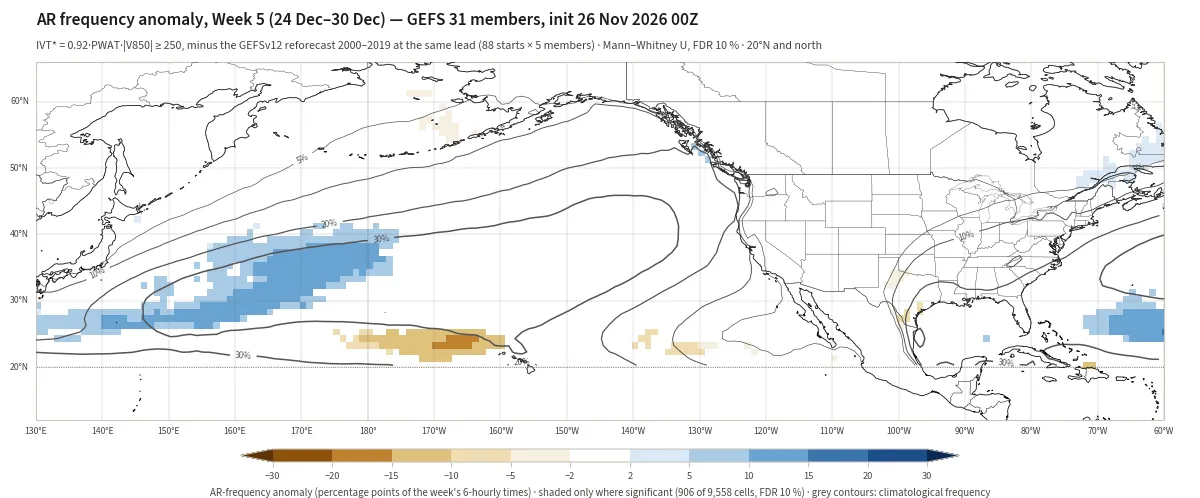 AR frequency anomaly, Week 5 (24 Dec–30 Dec) — GEFS 31 members, init 26 Nov 2026 00Z
IVT* = 0.92·PWAT·|V850| ≥ 250, minus the GEFSv12 reforecast 2000–2019 at the same lead (88 starts × 5 members) · Mann–Whitney U, FDR 10 % · 20°N and north
60°N
50°N
40°N
30°N
20°N
5%
20%
30%
10%
10%
30%
20%
30%
130°E 140°E 150°E 160°E 170°E 180° 170°W 160°W 150°W 140°W 130°W 120°W 110°W 100°W 90°W 80°W 70°W 60°W
−30 −20 −15 −10 −5 −2 2 5 10 15 20 30
AR-frequency anomaly (percentage points of the week's 6-hourly times) · shaded only where significant (906 of 9,558 cells, FDR 10 %) · grey contours: climatological frequency